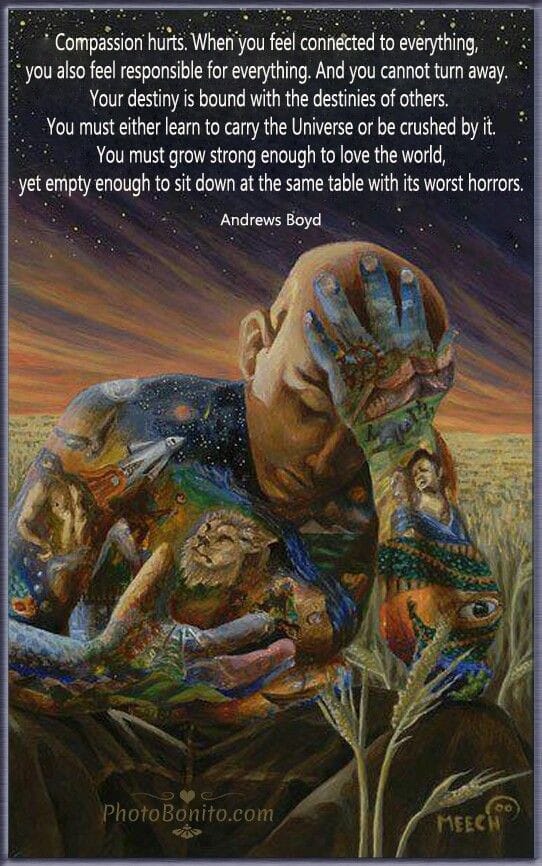 Compassion hurts. When you feel connected to everything,
you also feel responsible for everything. And you cannot turn away.
Your destiny is bound with the destinies of others.
You must either learn to carry the Universe or be crushed by it.
You must grow strong enough to love the world,
yet empty enough to sit down at the same table with its worst horrors.
Andrews Boyd
PhotoBonito.com
MEECH 00